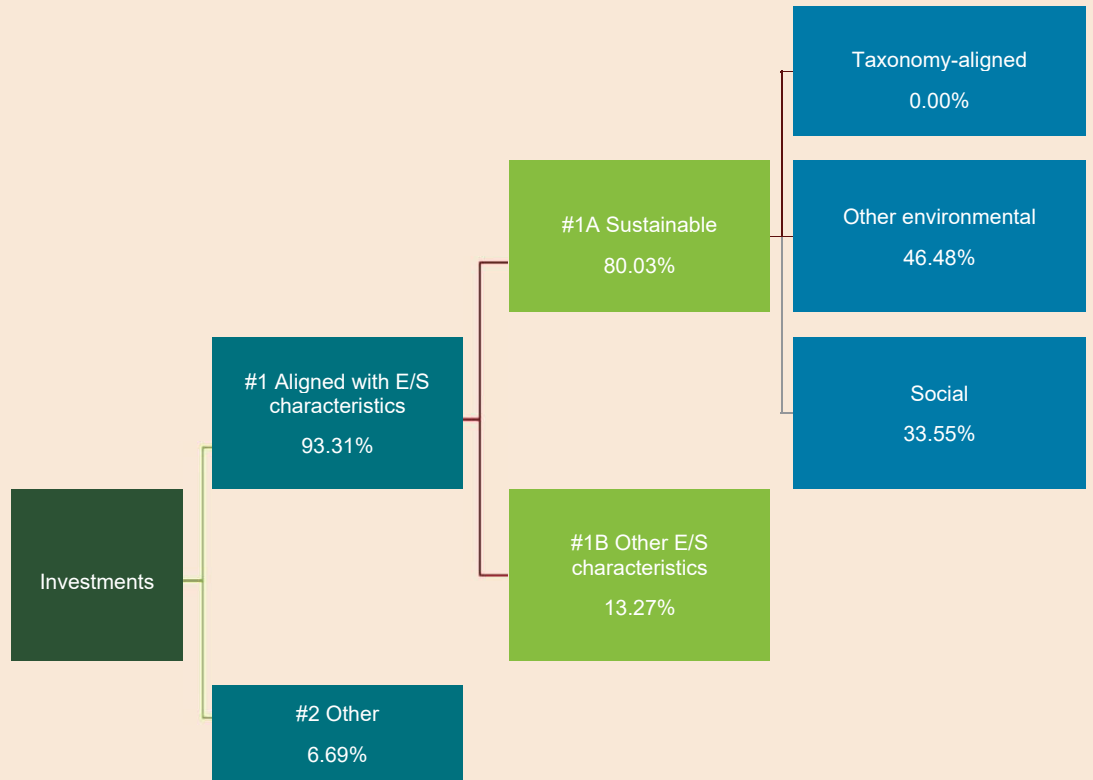 Investments
#1 Aligned with E/S
characteristics
93.31%
#2 Other
6.69%
#1A Sustainable
80.03%
#1B Other E/S
characteristics
13.27%
Taxonomy-aligned
0.00%
Other environmental
46.48%
Social
33.55%